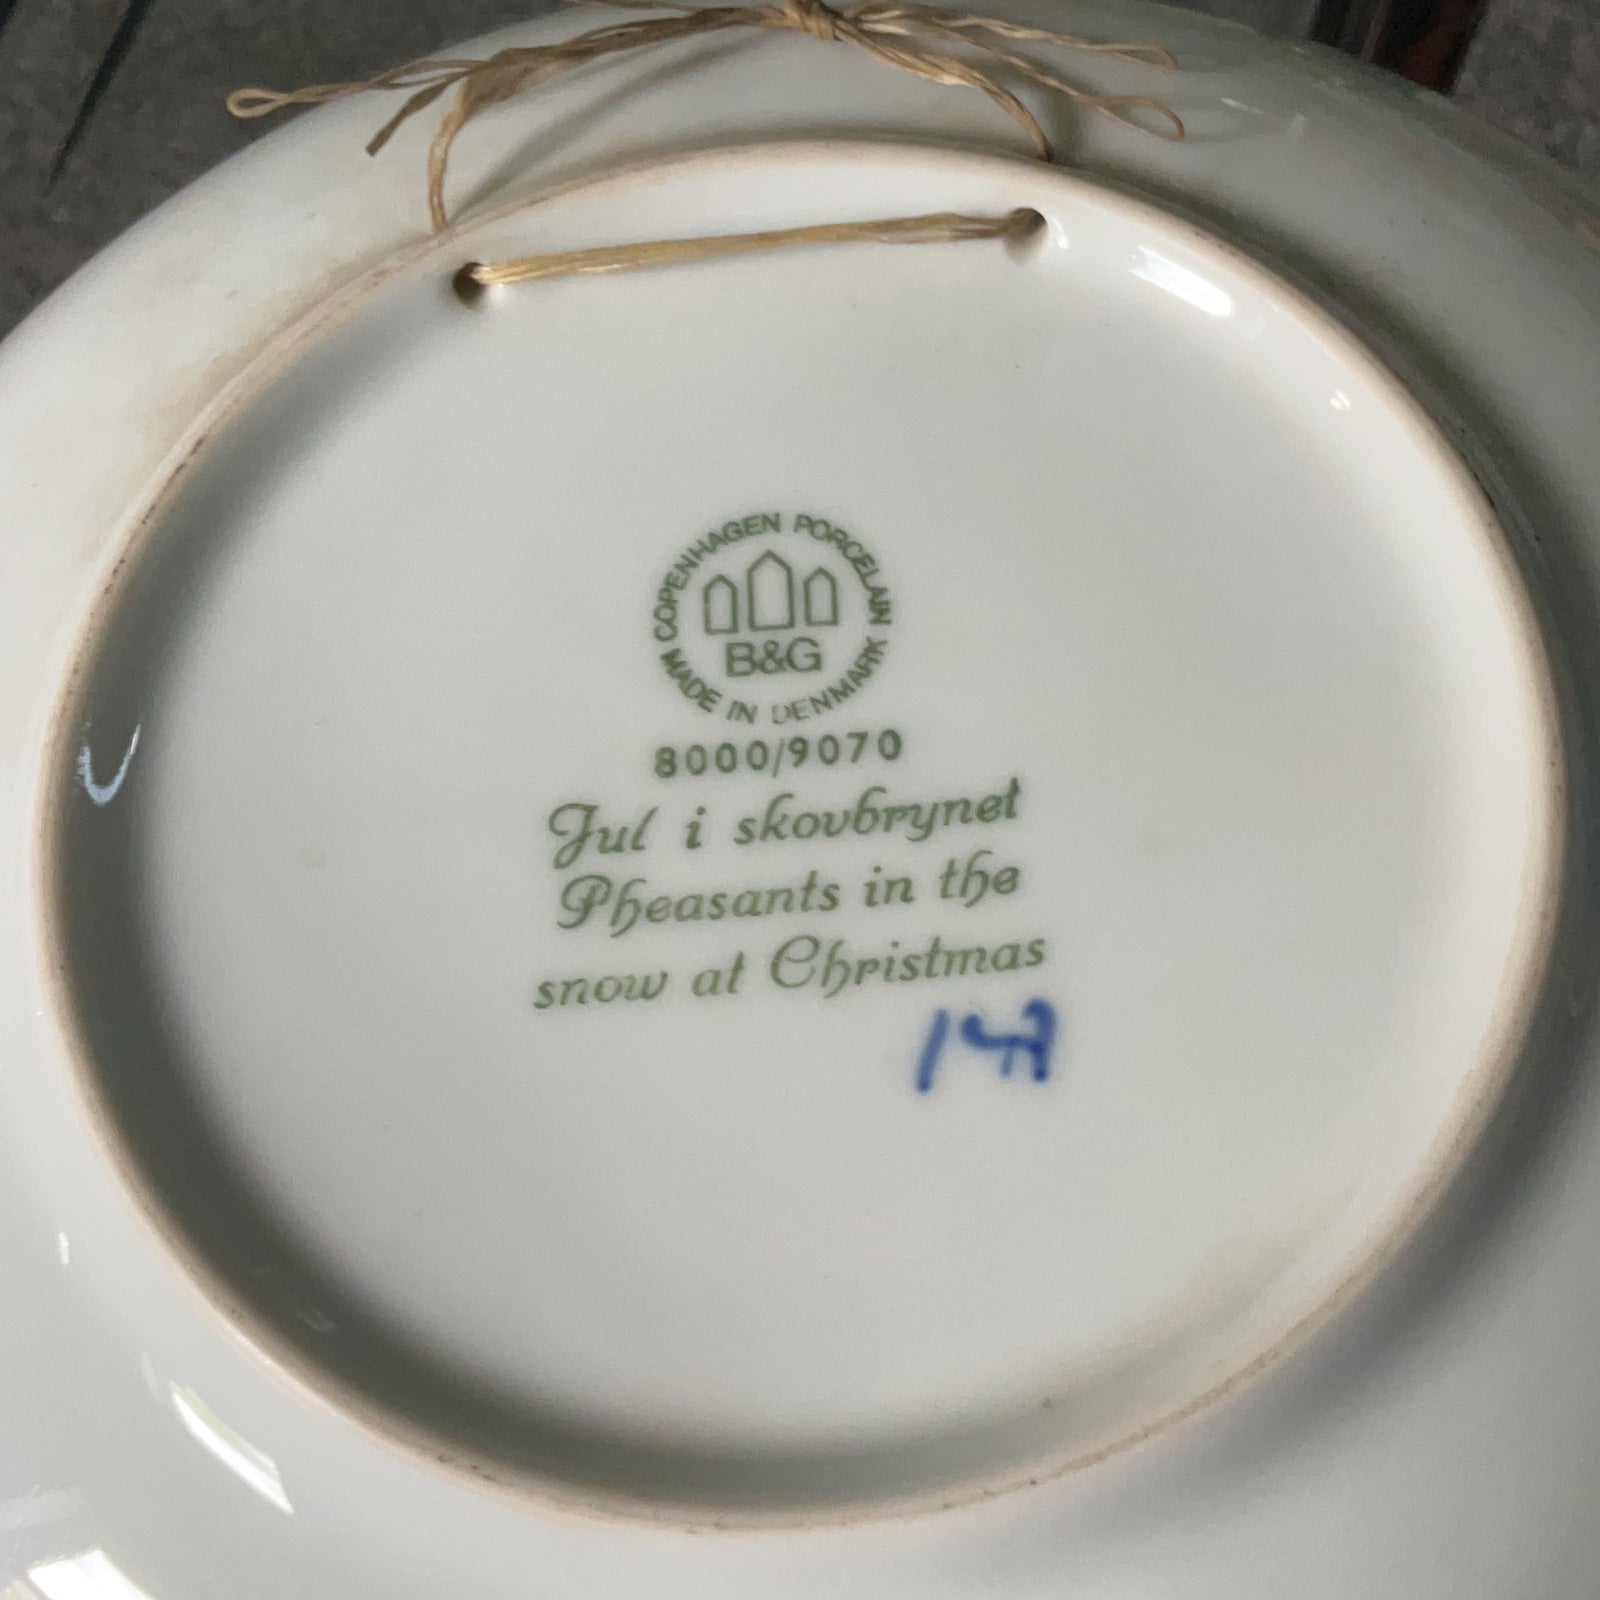 COPENHAGEN PORCELAIN
B&G
MADE IN DENMARK
8000/9070
Jul i skovbrynet
Pheasants in the
snow at Christmas